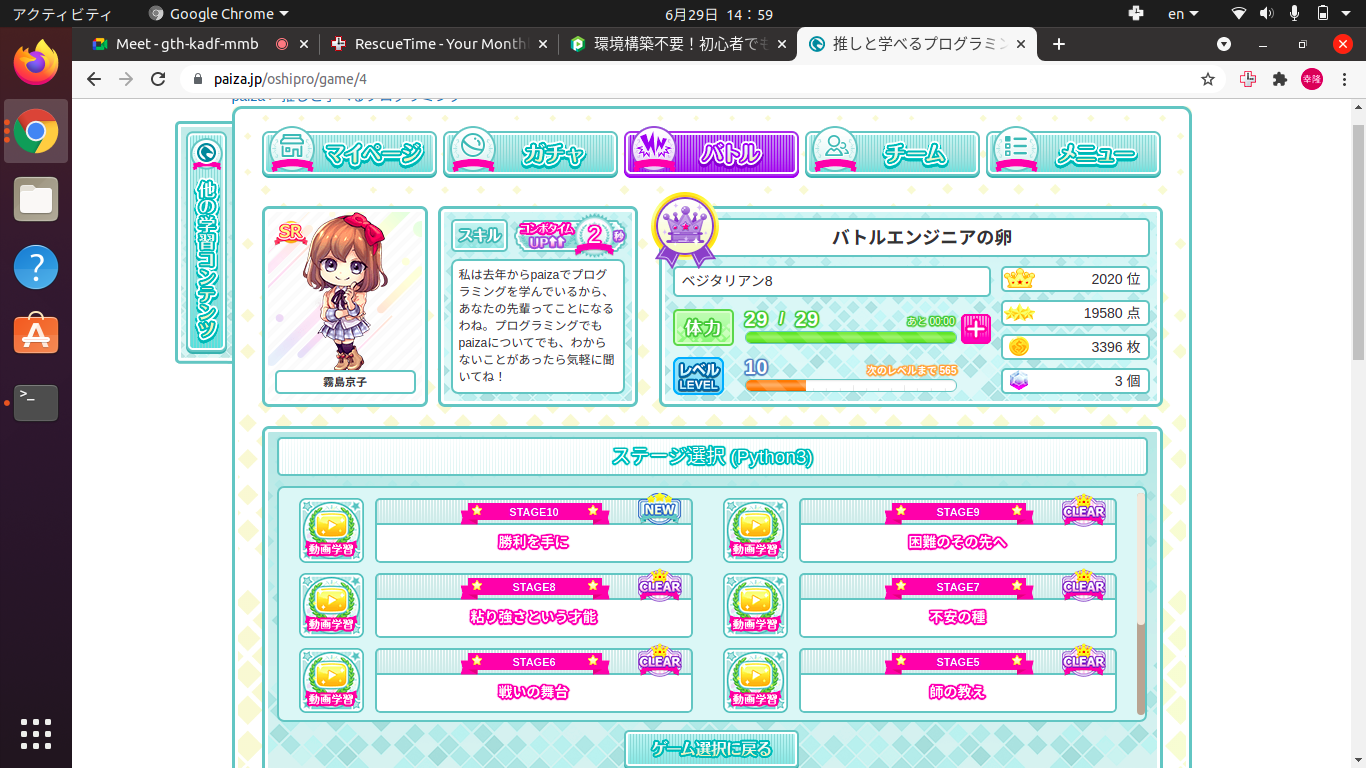 アクティビティ
Google Chrome
6月29日 14：59
en
Meet - gth-kadf-mmb
RescueTime - Your Month
環境構築不要！初心者でも
推しと学べるプログラミン
paiza.jp/oshipro/game/4
幸隆
paiza > 推しと学べるプログラミング
他の学習コンテンツ
マイページ
ガチャ
バトル
チーム
メニュー
SR
霧島京子
スキル
コンボタイム
UP
2
秒
私は去年からpaizaでプログ
ラミングを学んでいるから、
あなたの先輩ってことになる
わね。プログラミングでも
paizaについてでも、わから
ないことがあったら気軽に聞
いてね！
バトルエンジニアの卵
ベジタリアン8
体力
29 / 29
あと 00:00
レベル
LEVEL
10
次のレベルまで 565
2020 位
19580 点
3396 枚
3 個
ステージ選択 (Python3)
動画学習
STAGE10
NEW
勝利を手に
動画学習
STAGE9
CLEAR
困難のその先へ
動画学習
STAGE8
CLEAR
粘り強さという才能
動画学習
STAGE7
CLEAR
不安の種
動画学習
STAGE6
CLEAR
戦いの舞台
動画学習
STAGE5
CLEAR
師の教え
ゲーム選択に戻る